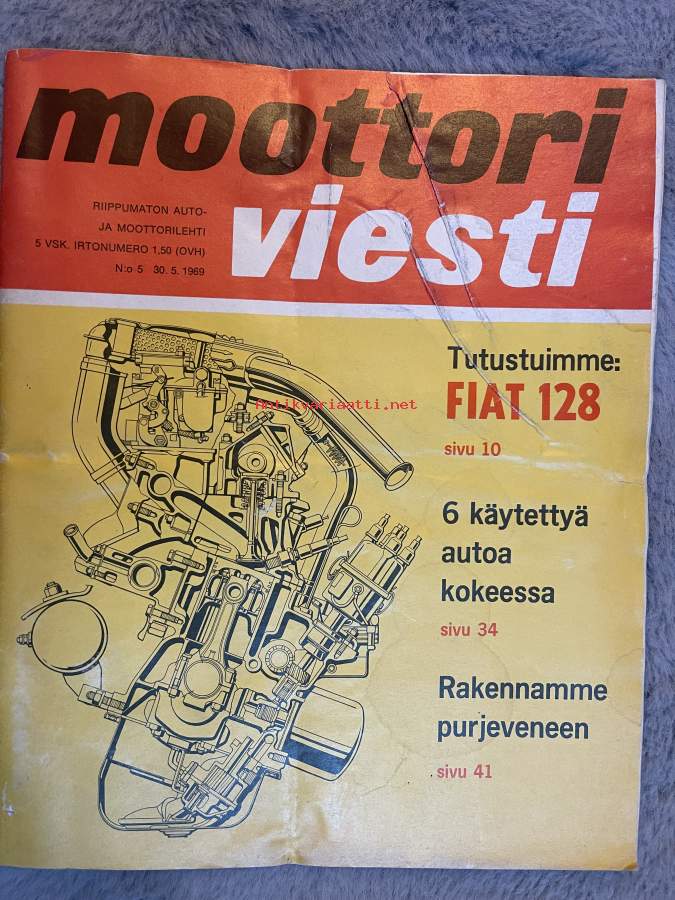 moottori
viesti
RIIPPUMATON AUTO-
JA MOOTTORILEHTI
5 VSK. IRTONUMERO 1,50 (OVH)
N:o 5 30. 5. 1969
Tutustuimme:
FIAT 128
sivu 10
6 käytettyä
autoa
kokeessa
sivu 34
Rakennamme
purjeveneen
sivu 41
antikvariaatti.net